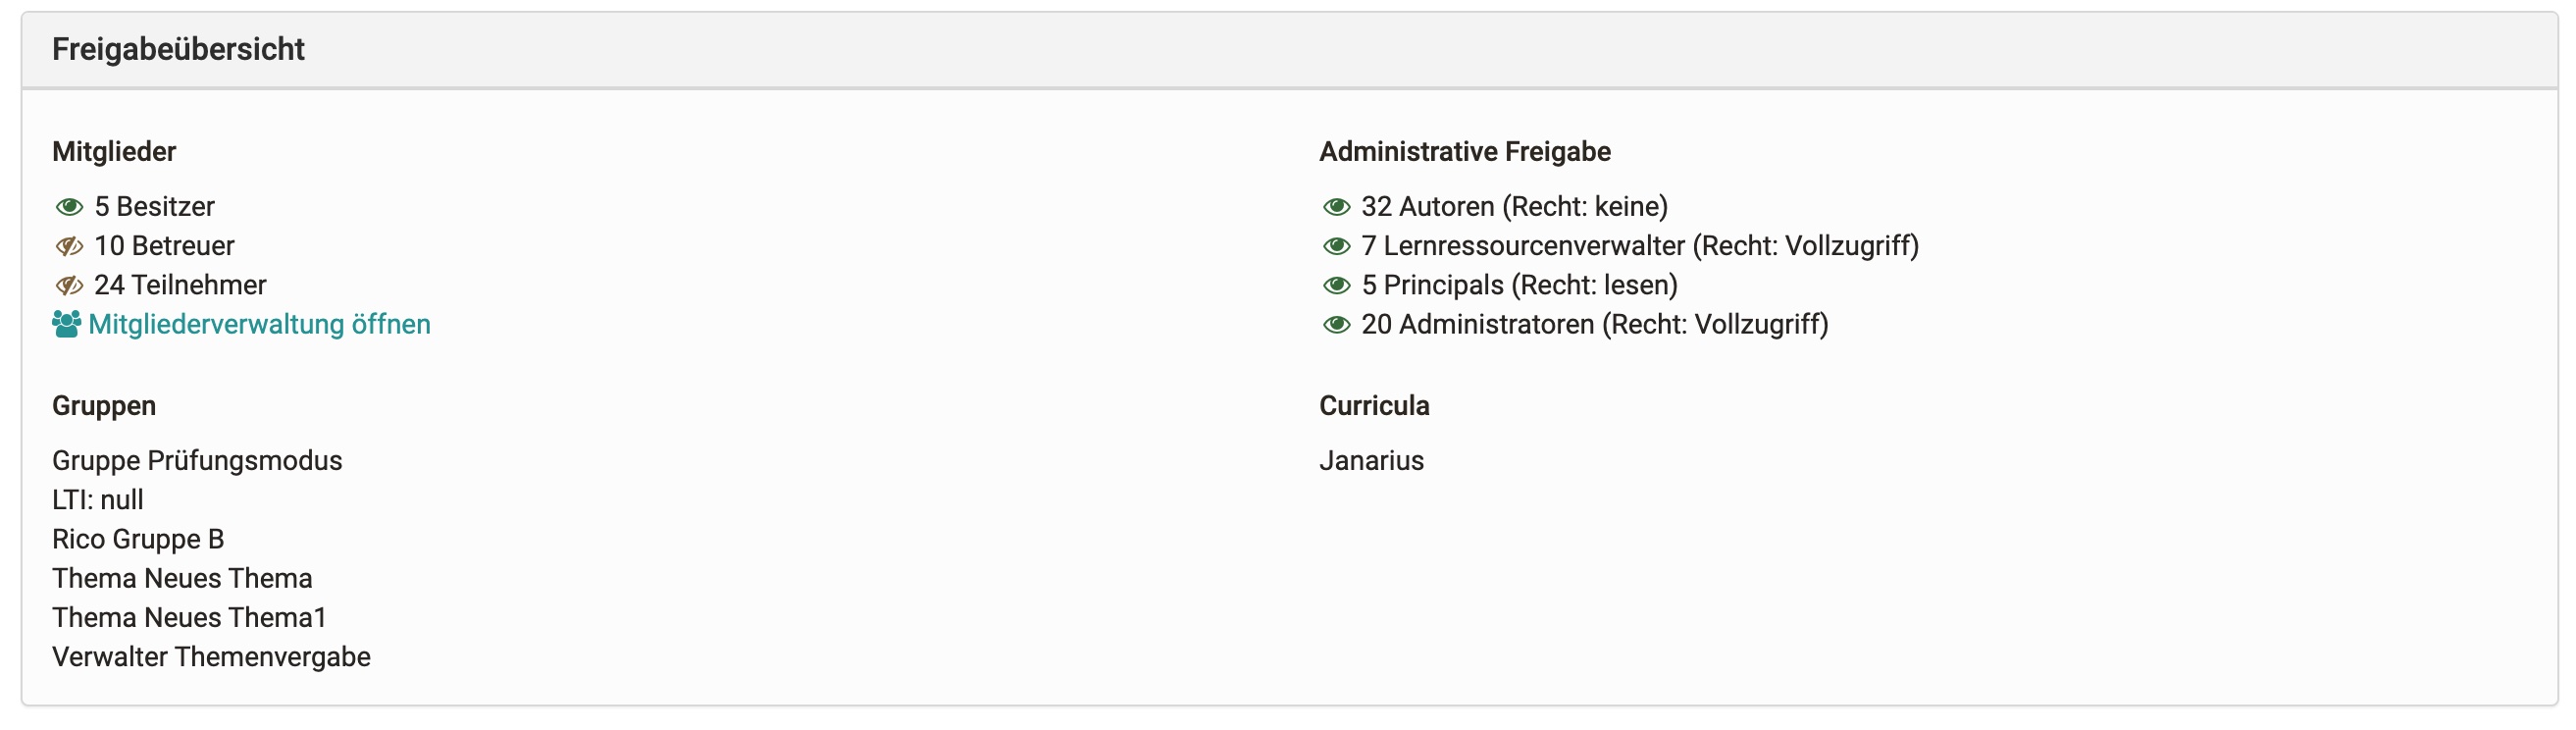 Freigabeübersicht
Mitglieder
5 Besitzer
10 Betreuer
24 Teilnehmer
Mitgliederverwaltung öffnen
Administrative Freigabe
32 Autoren (Recht: keine)
7 Lernressourcenverwalter (Recht: Vollzugriff)
5 Principals (Recht: lesen)
20 Administratoren (Recht: Vollzugriff)
Gruppen
Gruppe Prüfungsmodus
LTI: null
Rico Gruppe B
Thema Neues Thema
Thema Neues Thema1
Verwalter Themenvergabe
Curricula
Janarius